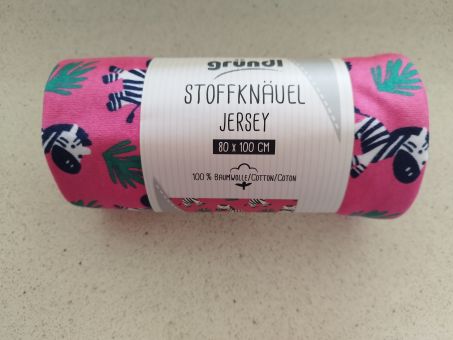 gründl
STOFFKNÄUEL
JERSEY
80 x 100 CM
100 % BAUMWOLLE/COTTON/COTON